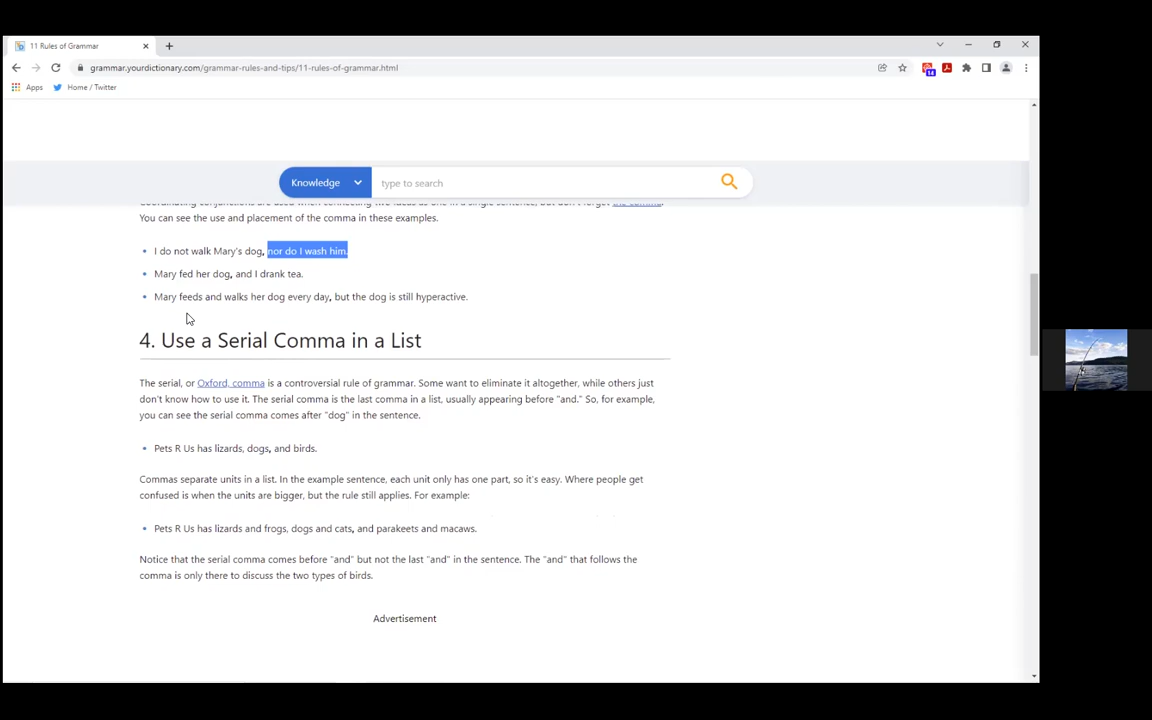 11 Rules of Grammar
grammar.yourdictionary.com/grammar-rules-and-tips/11-rules-of-grammar.html
14
Apps
Home / Twitter
Knowledge
type to search
Coordinating conjunctions are used when connecting two ideas as one in a single sentence, but don't forget the comma.
You can see the use and placement of the comma in these examples.
• I do not walk Mary's dog, nor do I wash him.
• Mary fed her dog, and I drank tea.
• Mary feeds and walks her dog every day, but the dog is still hyperactive.
4. Use a Serial Comma in a List
The serial, or Oxford, comma is a controversial rule of grammar. Some want to eliminate it altogether, while others just
don't know how to use it. The serial comma is the last comma in a list, usually appearing before "and." So, for example,
you can see the serial comma comes after "dog" in the sentence.
• Pets R Us has lizards, dogs, and birds.
Commas separate units in a list. In the example sentence, each unit only has one part, so it's easy. Where people get
confused is when the units are bigger, but the rule still applies. For example:
• Pets R Us has lizards and frogs, dogs and cats, and parakeets and macaws.
Notice that the serial comma comes before "and" but not the last "and" in the sentence. The "and" that follows the
comma is only there to discuss the two types of birds.
Advertisement